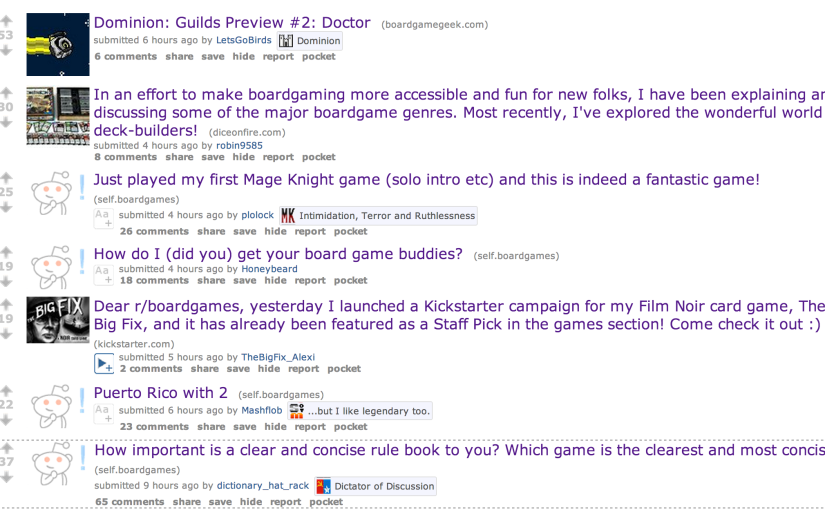 Dominion: Guilds Preview #2: Doctor (boardgamegeek.com)
53
submitted 6 hours ago by LetsGoBirds Dominion
6 comments share save hide report pocket
In an effort to make boardgaming more accessible and fun for new folks, I have been explaining an
30
discussing some of the major boardgame genres. Most recently, I've explored the wonderful world
deck-builders! (diceonfire.com)
submitted 4 hours ago by robin9585
8 comments share save hide report pocket
Just played my first Mage Knight game (solo intro etc) and this is indeed a fantastic game!
25
(self.boardgames)
Aa submitted 4 hours ago by plolock MK Intimidation, Terror and Ruthlessness
26 comments share save hide report pocket
How do I (did you) get your board game buddies? (self.boardgames)
19
Aa submitted 4 hours ago by Honeybeard
18 comments share save hide report pocket
BIG FIX
Dear r/boardgames, yesterday I launched a Kickstarter campaign for my Film Noir card game, The
19
Big Fix, and it has already been featured as a Staff Pick in the games section! Come check it out :)
(kickstarter.com)
submitted 5 hours ago by TheBigFix_Alexi
2 comments share save hide report pocket
Puerto Rico with 2 (self.boardgames)
22
Aa submitted 6 hours ago by Mashflob ...but I like legendary too.
23 comments share save hide report pocket
How important is a clear and concise rule book to you? Which game is the clearest and most concis
37
(self.boardgames)
submitted 9 hours ago by dictionary_hat_rack Dictator of Discussion
65 comments share save hide report pocket